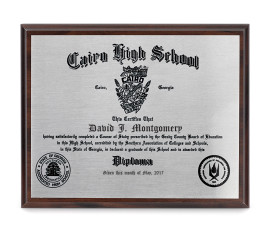 Cairo High School
CAIRO
Cairo, Georgia
This Certifies That
David J. Montgomery
having satisfactorily completed a Course of Study prescribed by the Grady County Board of Education
in this High School, accredited by the Southern Association of Colleges and Schools,
in this State of Georgia, is declared a graduate of this School and is awarded this
Diploma
Given this month of May, 2017